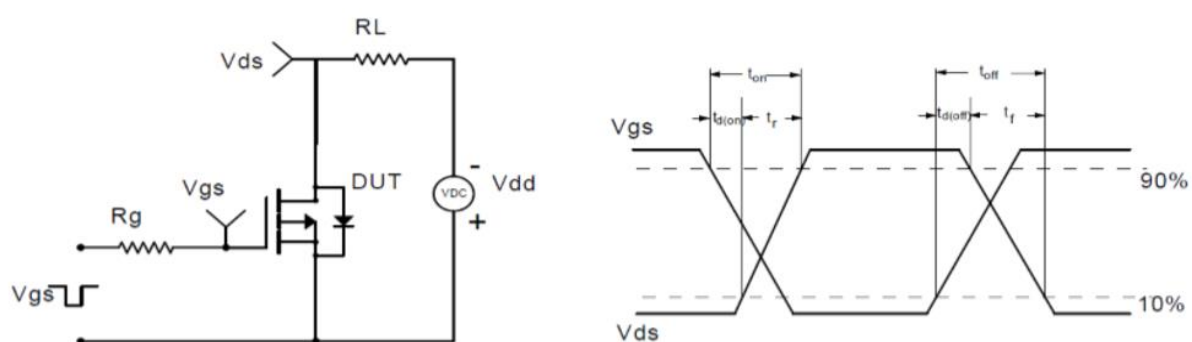 RL
Vds
-
Vgs
DUT
VDC
Vdd
Rg
+
Vgs
ton
toff
td(on)
tr
td(off)
tf
Vgs
90%
10%
Vds